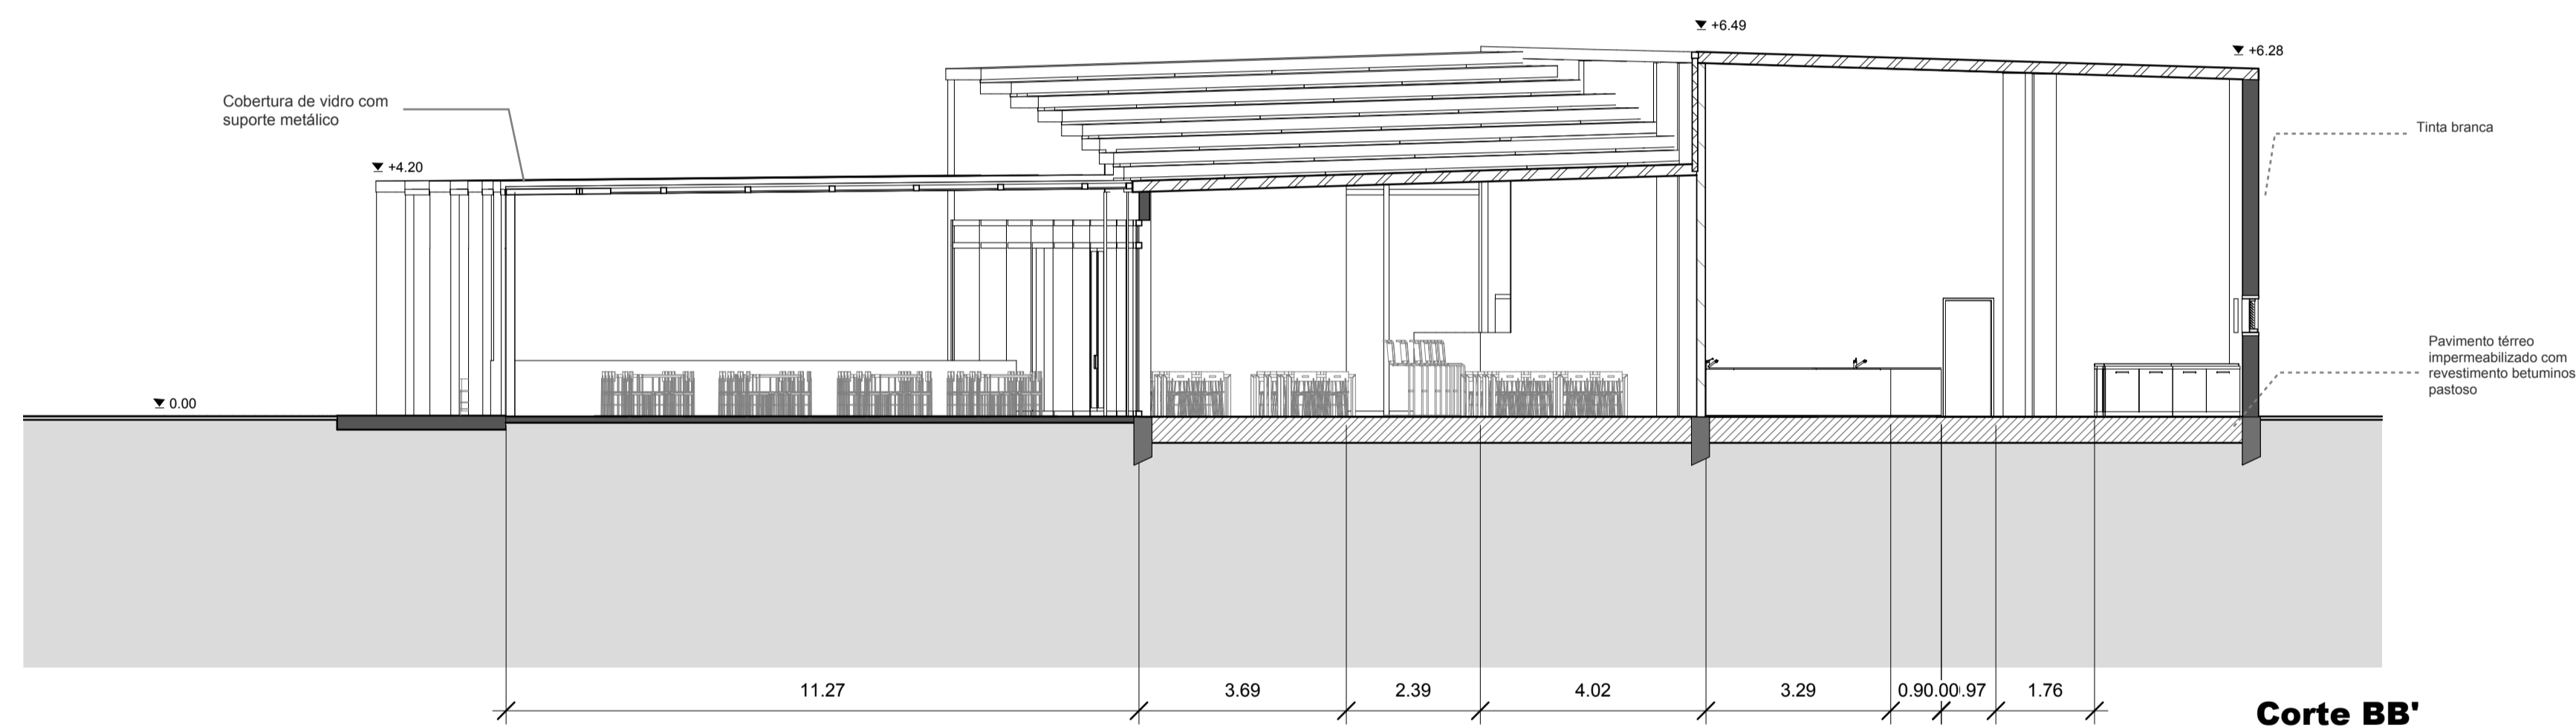 +6.49
+6.28
Cobertura de vidro com
suporte metálico
Tinta branca
+4.20
Pavimento térreo
impermeabilizado com
revestimento betuminos
pastoso
0.00
11.27
3.69
2.39
4.02
3.29
0.90.00.97
1.76
Corte BB'